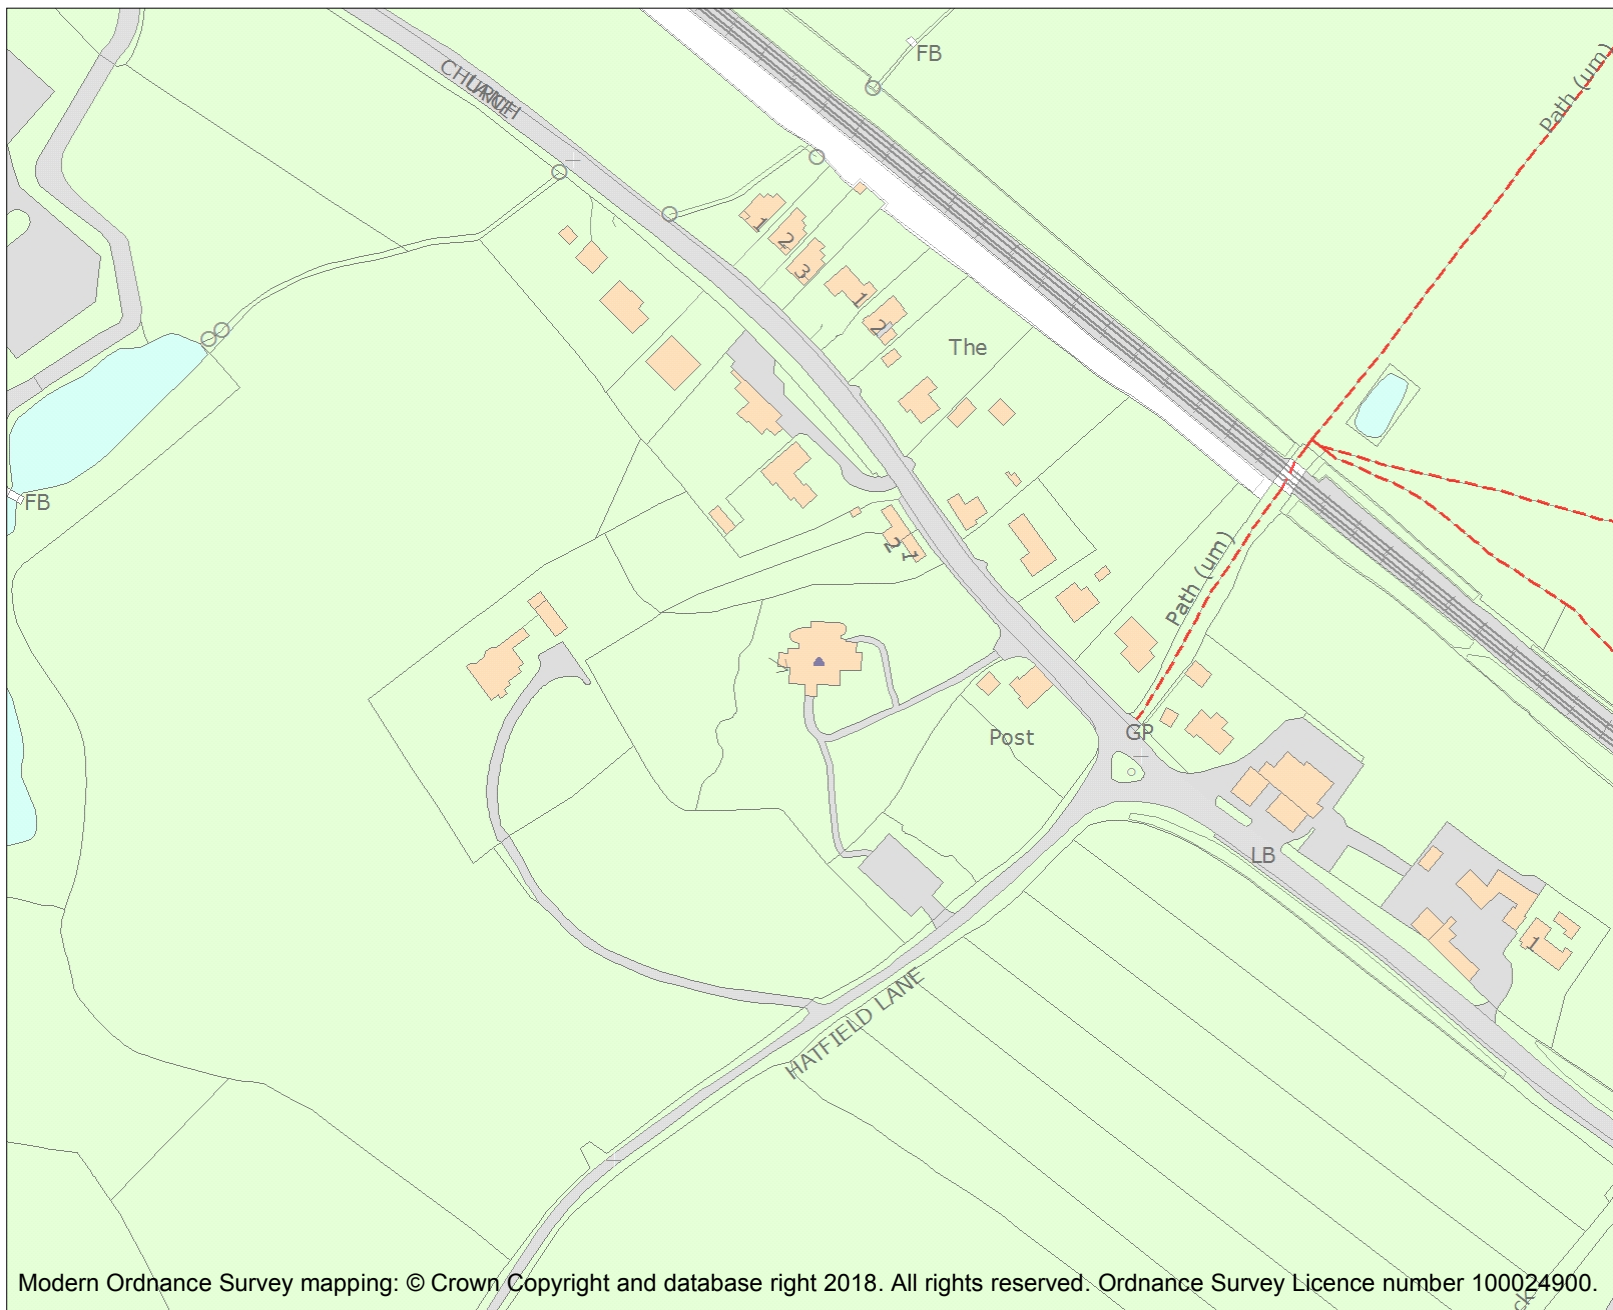 FB
Path (um)
CHURCH
LANE
1
2
3
1
2
The
FB
2
1
Path (um)
GP
Post
LB
1
HATFIELD LANE
Modern Ordnance Survey mapping: © Crown Copyright and database right 2018. All rights reserved. Ordnance Survey Licence number 100024900.